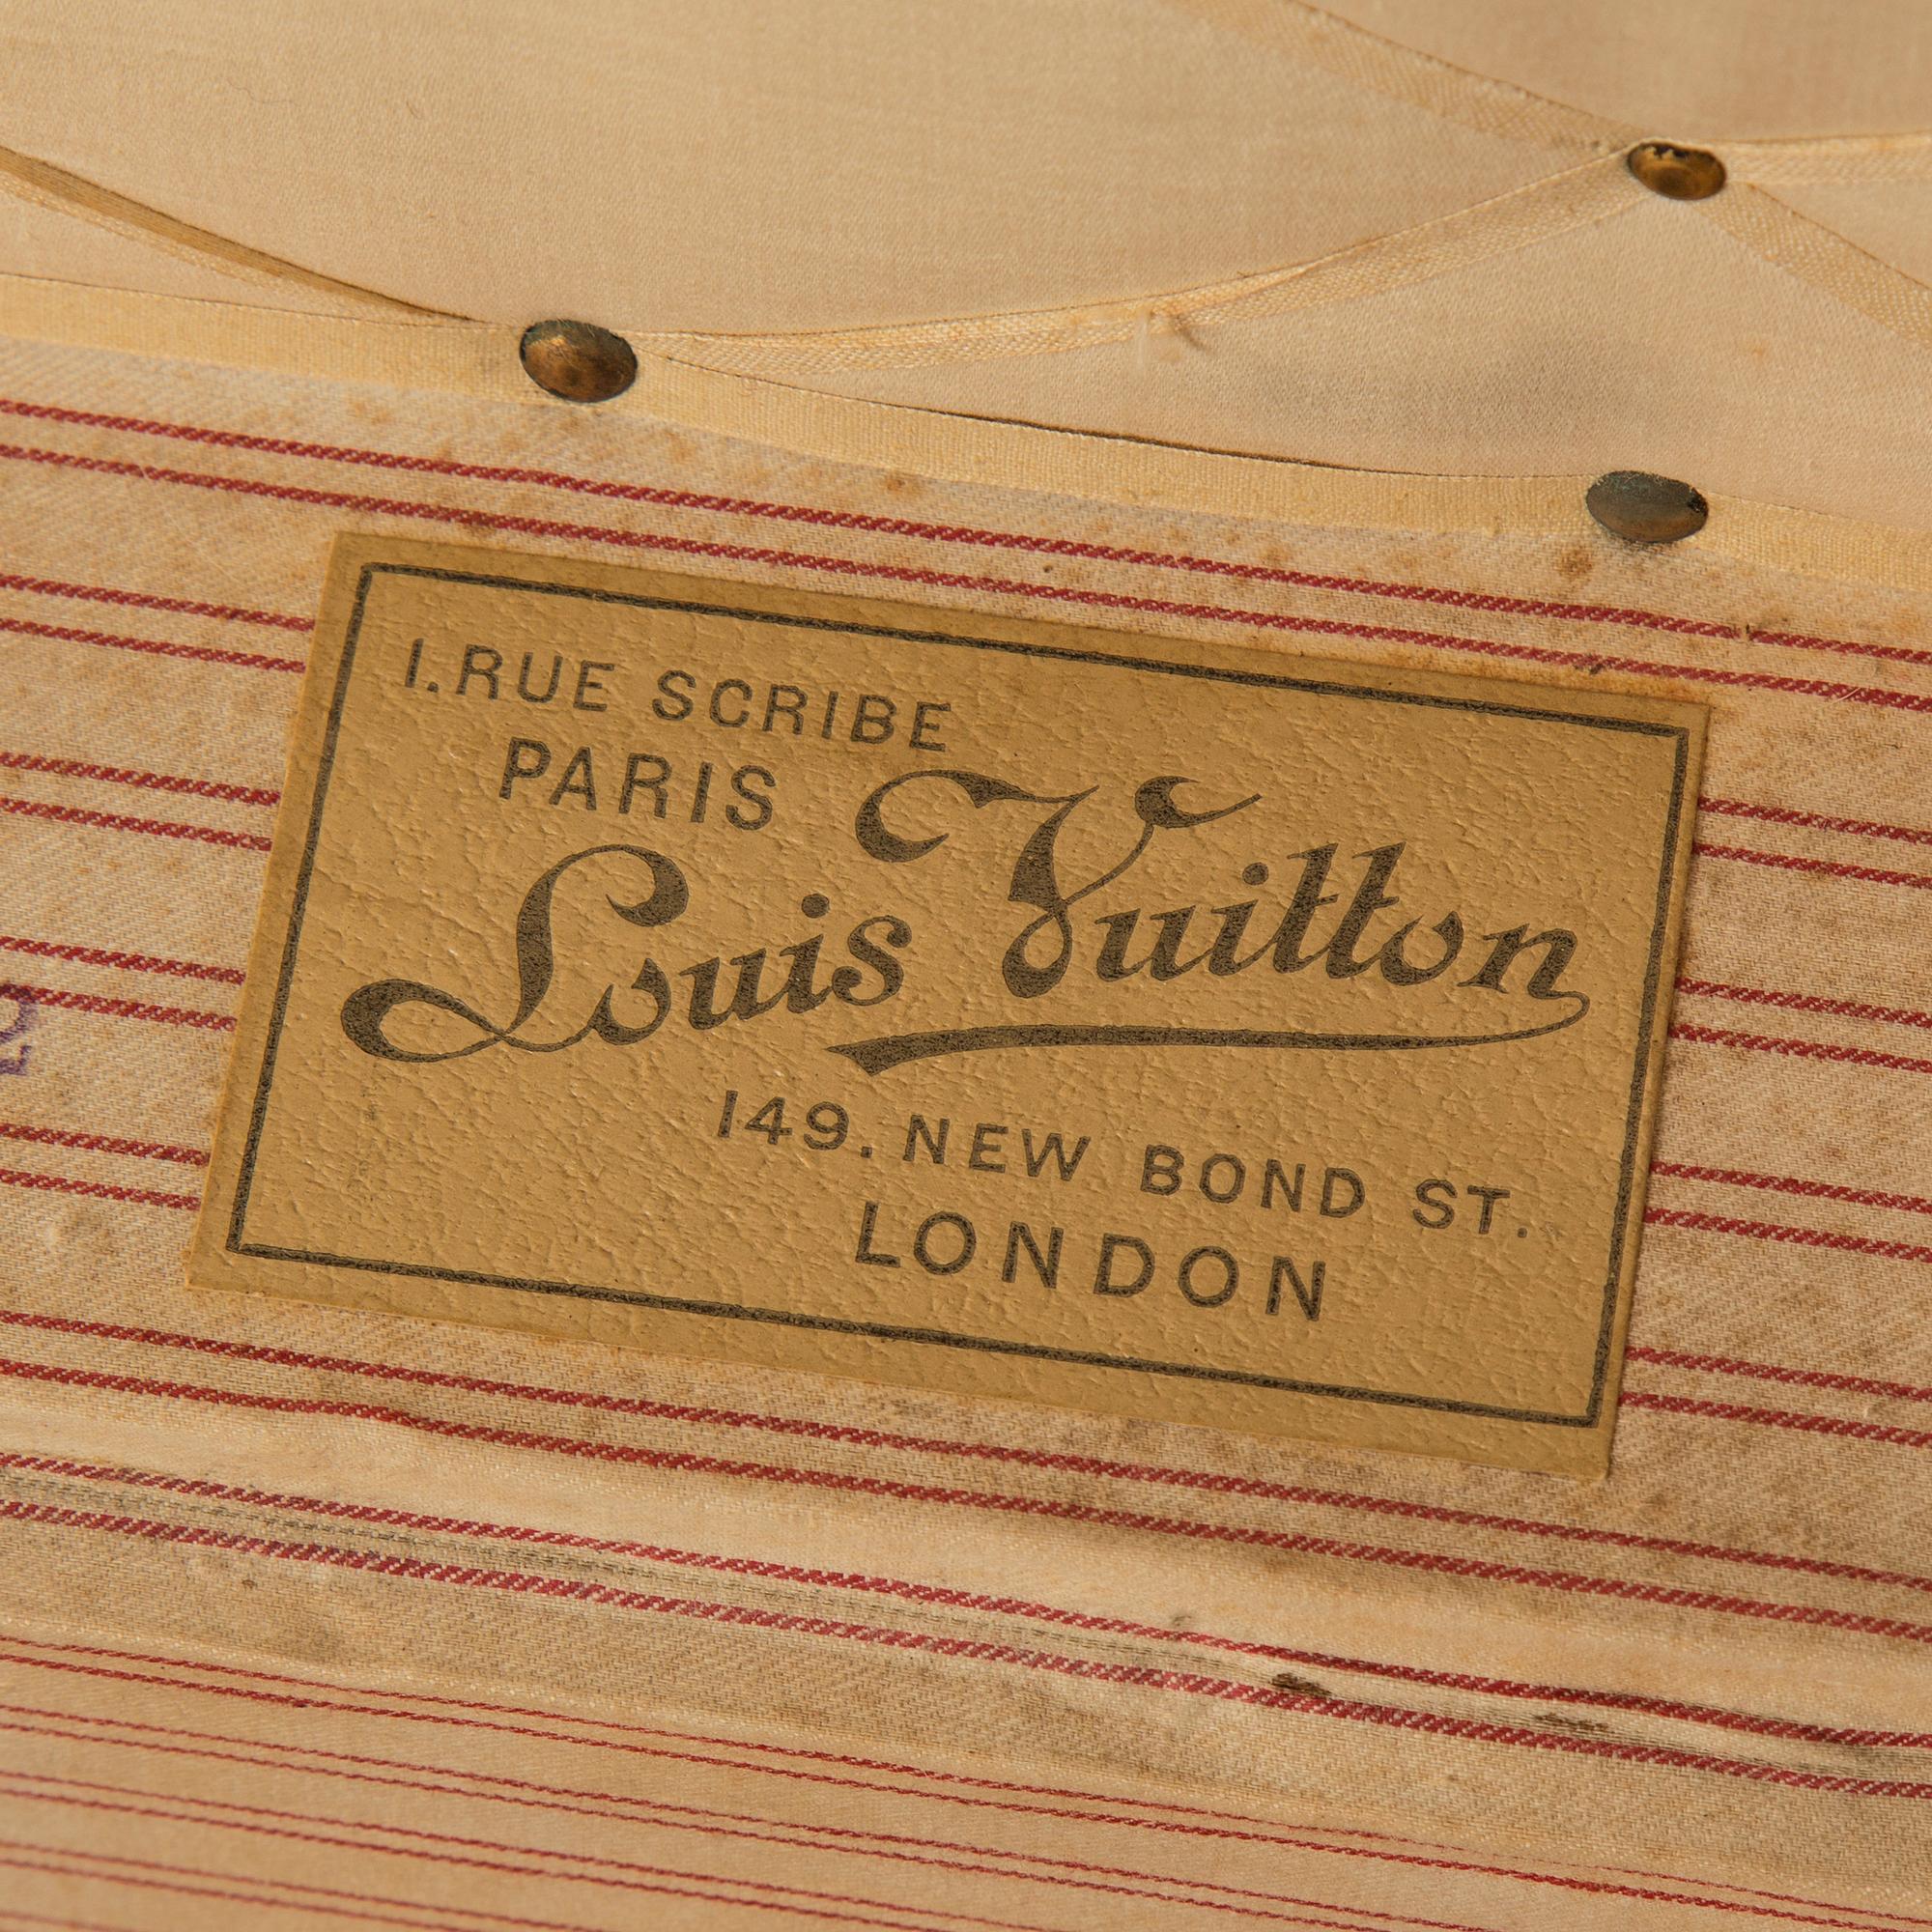 1. RUE SCRIBE
PARIS
Louis Vuitton
149. NEW BOND ST.
LONDON